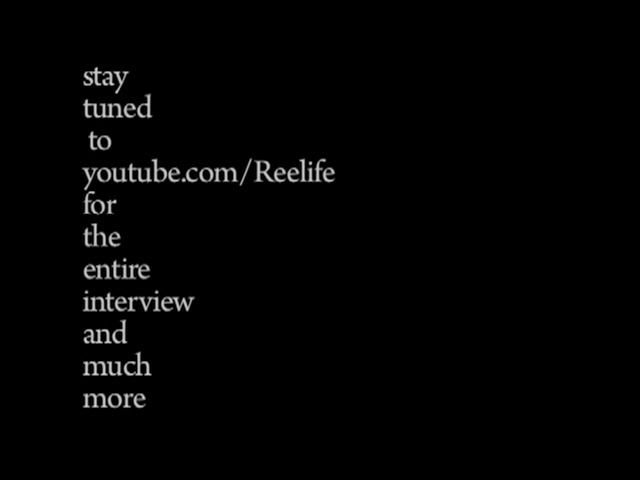 stay
tuned
to
youtube.com/Reelife
for
the
entire
interview
and
much
more